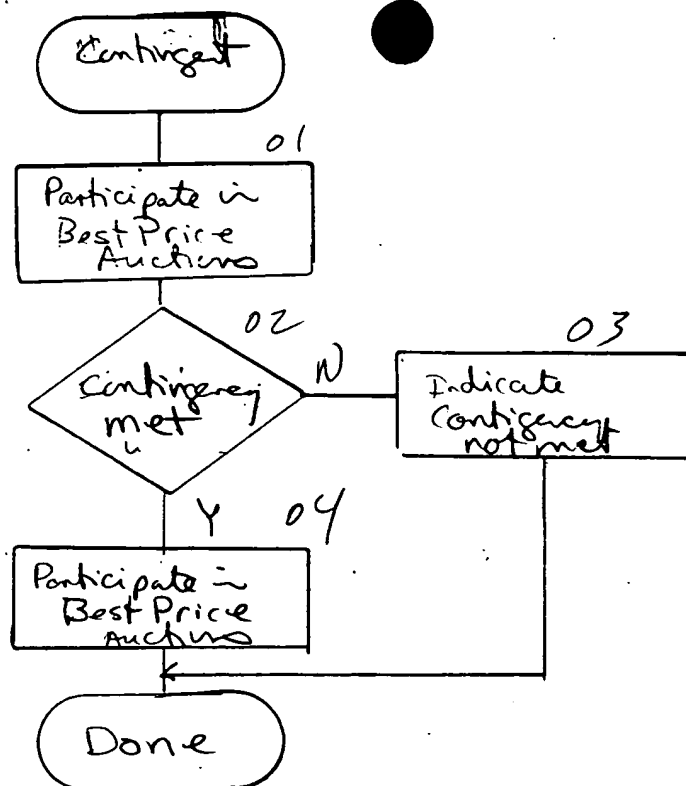 Contingent
01
Participate in
Best Price
Auctions
02
Contingency
met
N
03
Indicate
Contigency
not met
Y
04
Participate in
Best Price
Auctions
Done